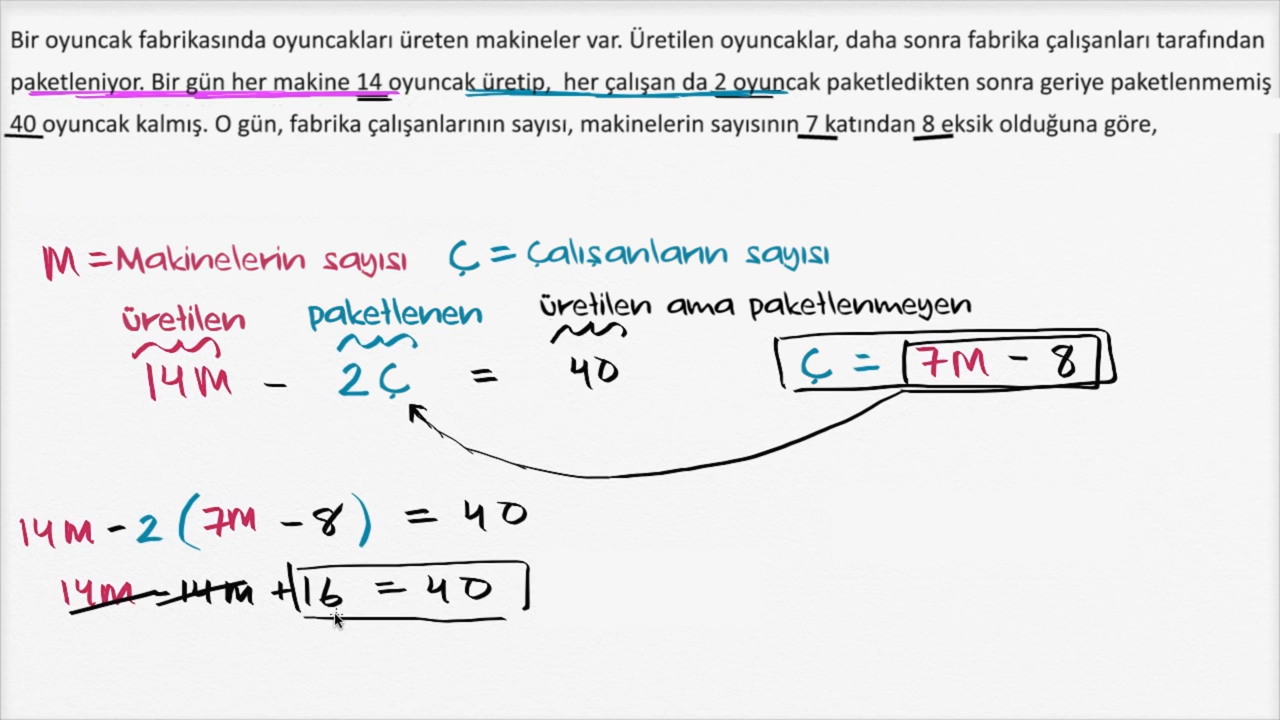 Bir oyuncak fabrikasında oyuncakları üreten makineler var. Üretilen oyuncaklar, daha sonra fabrika çalışanları tarafından
paketleniyor. Bir gün her makine 14 oyuncak üretip, her çalışan da 2 oyuncak paketledikten sonra geriye paketlenmemiş
40 oyuncak kalmış. O gün, fabrika çalışanlarının sayısı, makinelerin sayısının 7 katından 8 eksik olduğuna göre,
M = Makinelerin sayısı Ç = Çalışanların sayısı
üretilen paketlenen üretilen ama paketlenmeyen
14M - 2Ç = 40 Ç = 7M - 8
14M - 2 (7M - 8) = 40
14M - 14M + 16 = 40